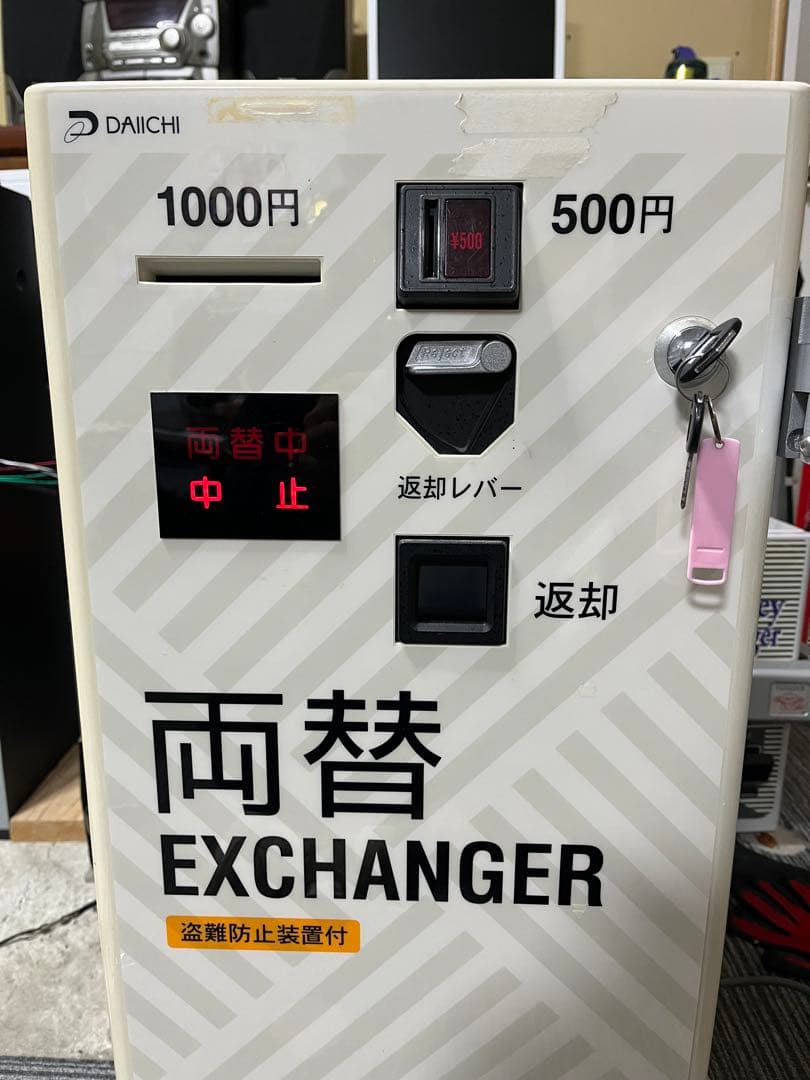 DAIICHI
1000円
500円
¥500
Reject
両替中
中 止
返却レバー
返却
両替
EXCHANGER
盗難防止装置付